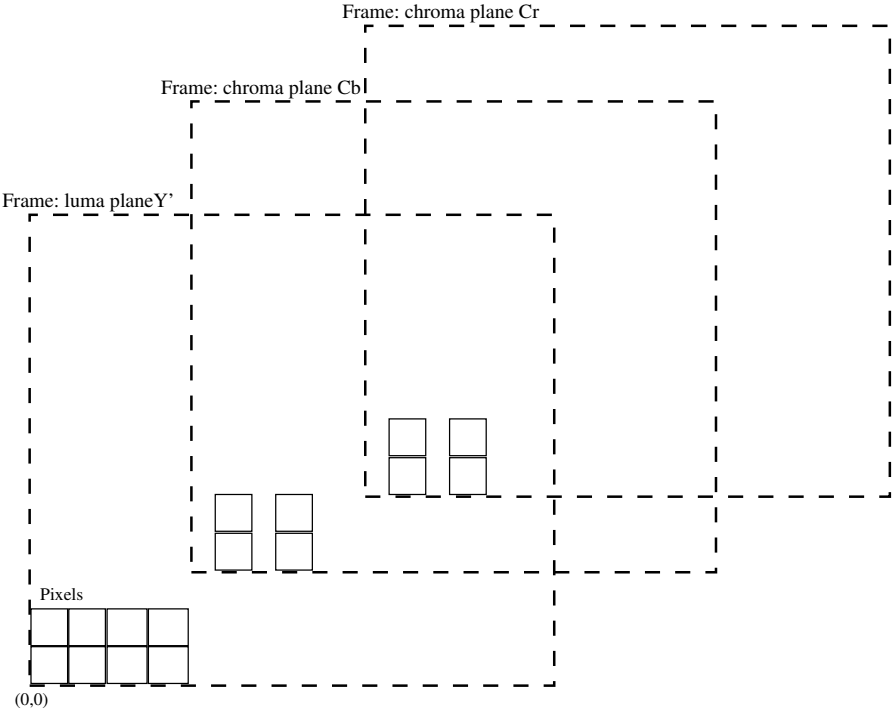 Frame: chroma plane Cr
Frame: chroma plane Cb
Frame: luma planeY’
Pixels
(0,0)